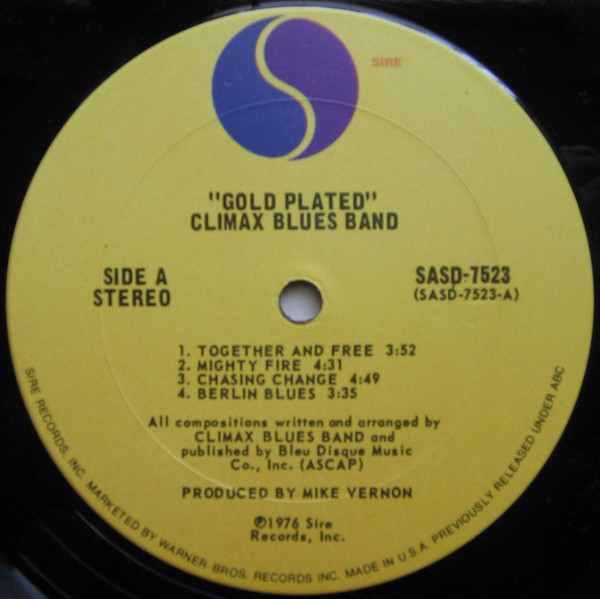 SIRE
"GOLD PLATED"
CLIMAX BLUES BAND
SIDE A
STEREO
SASD-7523
(SASD-7523-A)
1. TOGETHER AND FREE 3:52
2. MIGHTY FIRE 4:31
3. CHASING CHANGE 4:49
4. BERLIN BLUES 3:35
All compositions written and arranged by
CLIMAX BLUES BAND and
published by Bleu Disque Music
Co., Inc. (ASCAP)
PRODUCED BY MIKE VERNON
℗1976 Sire
Records, Inc.
SIRE RECORDS, INC. MARKETED BY WARNER BROS. RECORDS INC. MADE IN U.S.A. PREVIOUSLY RELEASED UNDER ABC